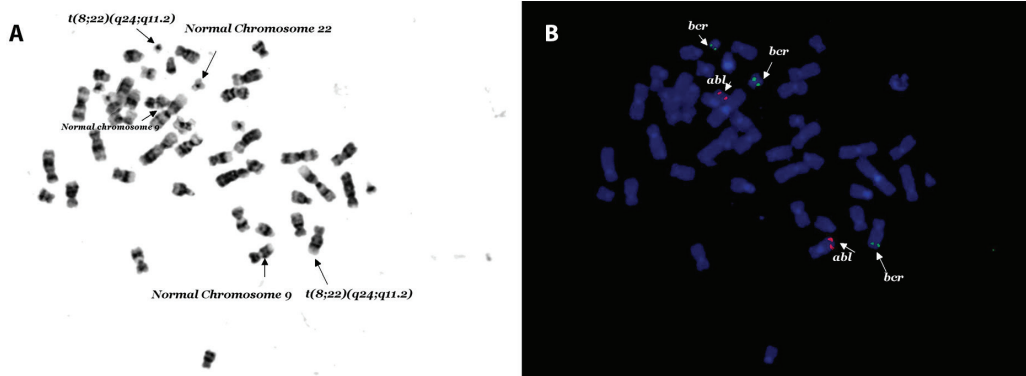 A
t(8;22)(q24;q11.2)
Normal Chromosome 22
Normal chromosome 9
Normal Chromosome 9
t(8;22)(q24;q11.2)
B
bcr
bcr
abl
abl
bcr